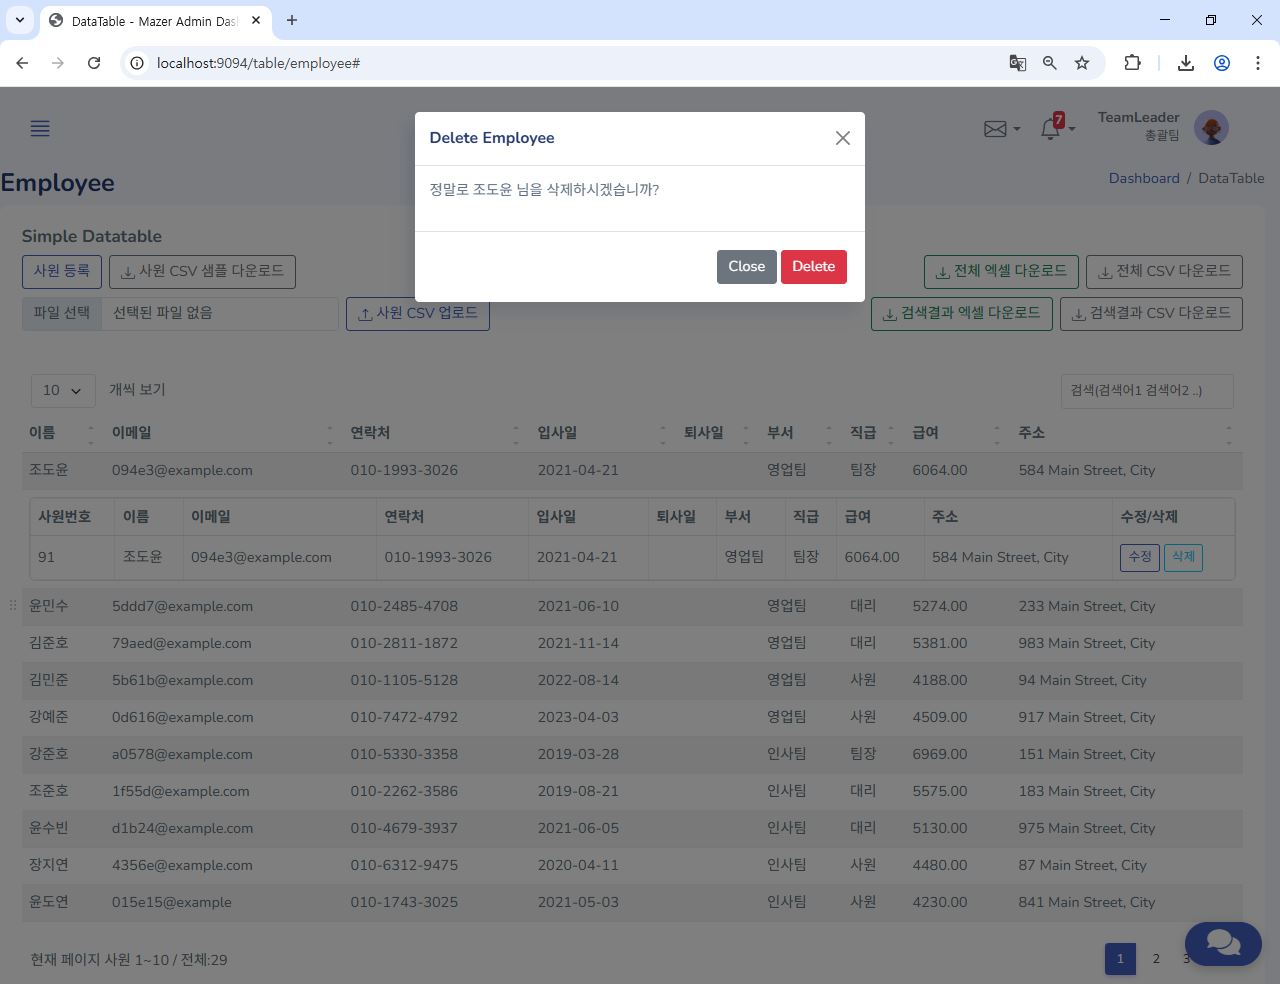 DataTable - Mazer Admin Das
localhost:9094/table/employee#
TeamLeader
총괄팀
7
Employee
Dashboard / DataTable
Delete Employee
정말로 조도윤 님을 삭제하시겠습니까?
Close Delete
Simple Datatable
사원 등록 사원 CSV 샘플 다운로드 전체 엑셀 다운로드 전체 CSV 다운로드
파일 선택 선택된 파일 없음 사원 CSV 업로드 검색결과 엑셀 다운로드 검색결과 CSV 다운로드
10 개씩 보기 검색(검색어1 검색어2 ..)
이름 이메일 연락처 입사일 퇴사일 부서 직급 급여 주소
조도윤 094e3@example.com 010-1993-3026 2021-04-21 영업팀 팀장 6064.00 584 Main Street, City
사원번호 이름 이메일 연락처 입사일 퇴사일 부서 직급 급여 주소 수정/삭제
91 조도윤 094e3@example.com 010-1993-3026 2021-04-21 영업팀 팀장 6064.00 584 Main Street, City 수정 삭제
윤민수 5ddd7@example.com 010-2485-4708 2021-06-10 영업팀 대리 5274.00 233 Main Street, City
김준호 79aed@example.com 010-2811-1872 2021-11-14 영업팀 대리 5381.00 983 Main Street, City
김민준 5b61b@example.com 010-1105-5128 2022-08-14 영업팀 사원 4188.00 94 Main Street, City
강예준 0d616@example.com 010-7472-4792 2023-04-03 영업팀 사원 4509.00 917 Main Street, City
강준호 a0578@example.com 010-5330-3358 2019-03-28 인사팀 팀장 6969.00 151 Main Street, City
조준호 1f55d@example.com 010-2262-3586 2019-08-21 인사팀 대리 5575.00 183 Main Street, City
윤수빈 d1b24@example.com 010-4679-3937 2021-06-05 인사팀 대리 5130.00 975 Main Street, City
장지연 4356e@example.com 010-6312-9475 2020-04-11 인사팀 사원 4480.00 87 Main Street, City
윤도연 015e15@example 010-1743-3025 2021-05-03 인사팀 사원 4230.00 841 Main Street, City
현재 페이지 사원 1~10 / 전체:29 1 2 3